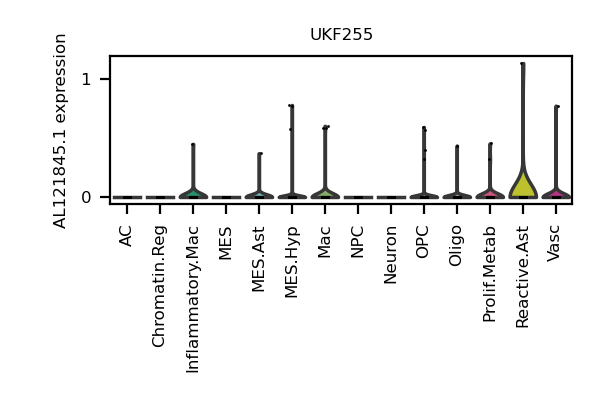 UKF255
AL121845.1 expression
1
0
AC
Chromatin.Reg
Inflammatory.Mac
MES
MES.Ast
MES.Hyp
Mac
NPC
Neuron
OPC
Oligo
Prolif.Metab
Reactive.Ast
Vasc